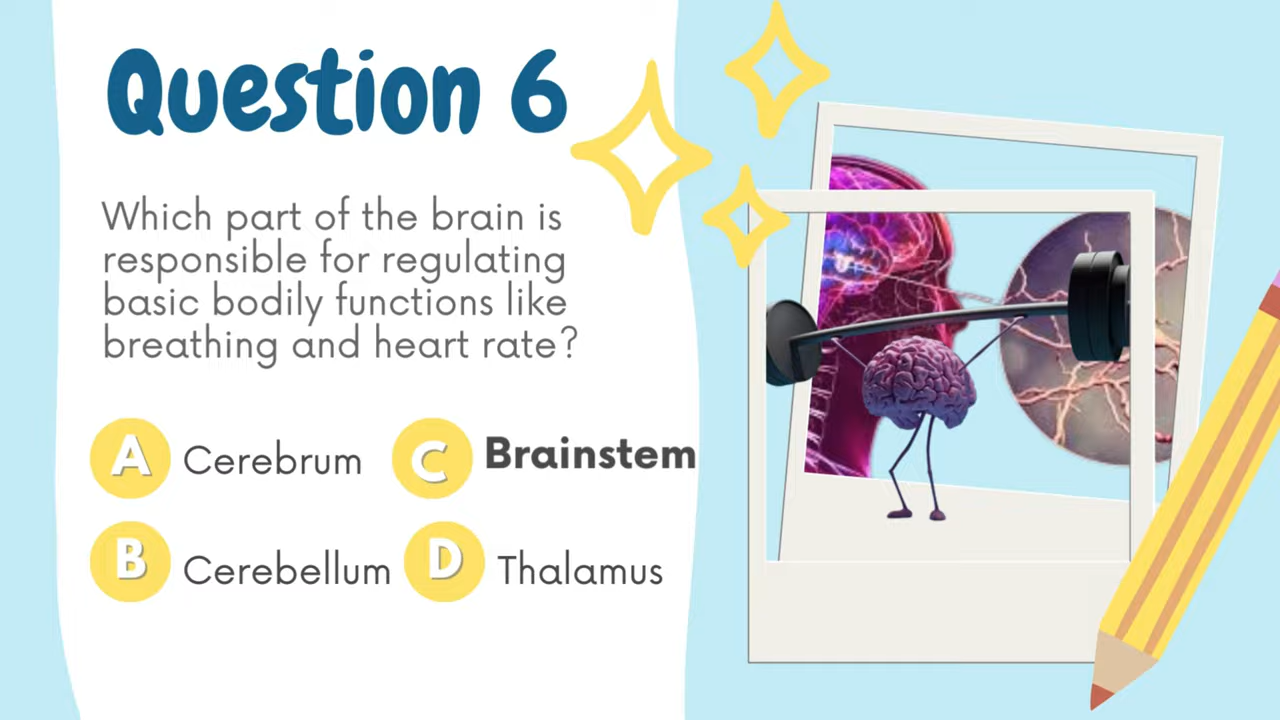 Question 6
Which part of the brain is
responsible for regulating
basic bodily functions like
breathing and heart rate?
A Cerebrum
C Brainstem
B Cerebellum
D Thalamus